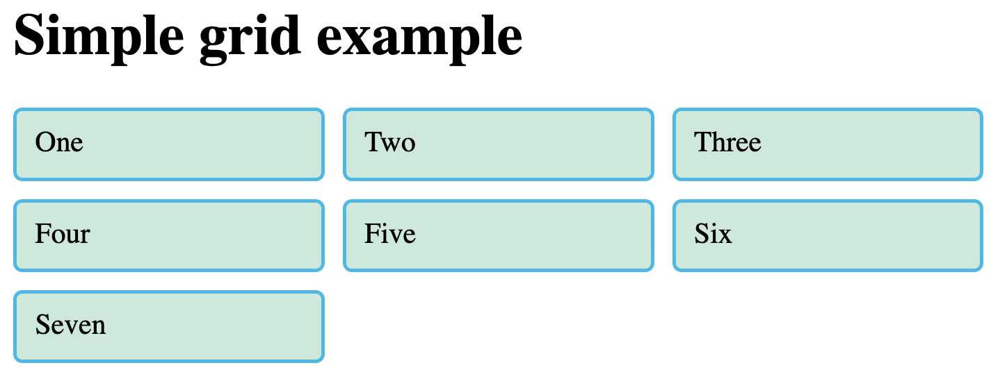 Simple grid example
One
Two
Three
Four
Five
Six
Seven